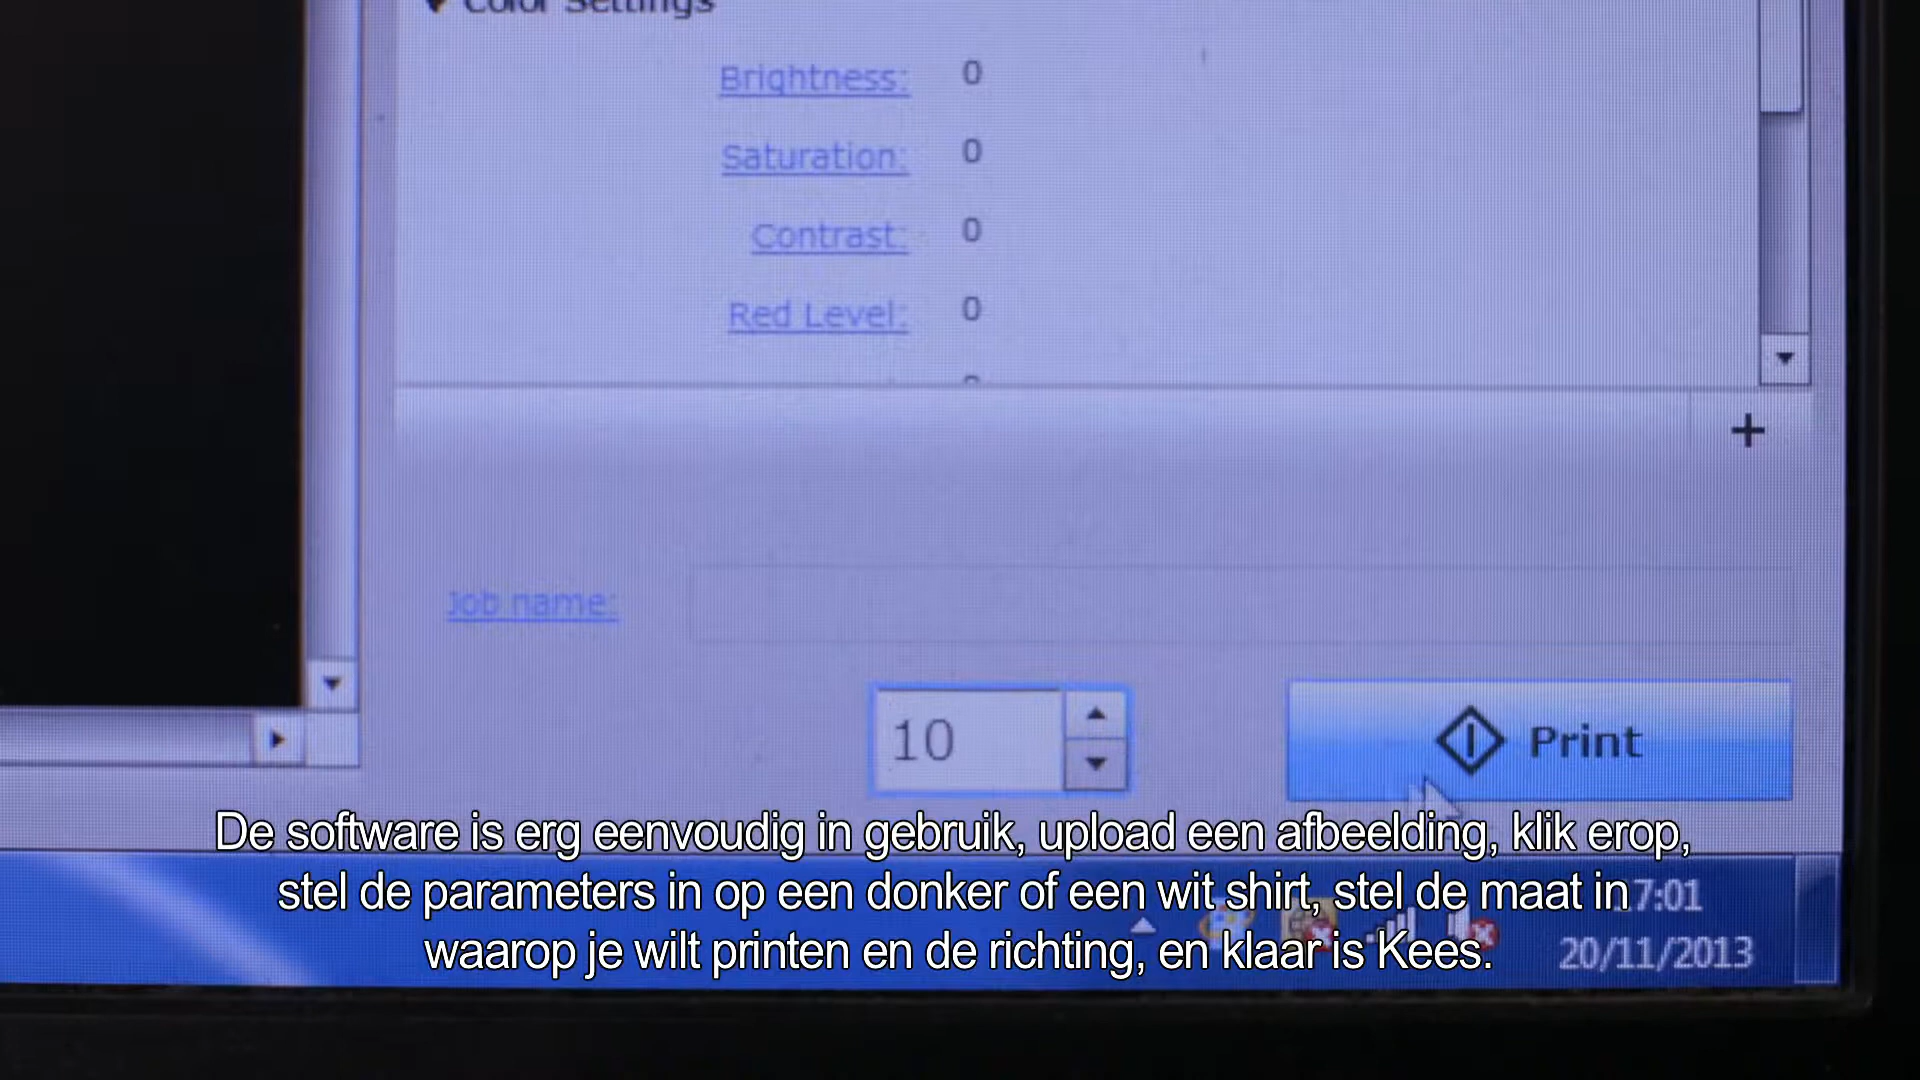 Color Settings
Brightness: 0
Saturation: 0
Contrast: 0
Red Level: 0
Job name:
10
Print
De software is erg eenvoudig in gebruik, upload een afbeelding, klik erop,
stel de parameters in op een donker of een wit shirt, stel de maat in
waarop je wilt printen en de richting, en klaar is Kees.
17:01
20/11/2013